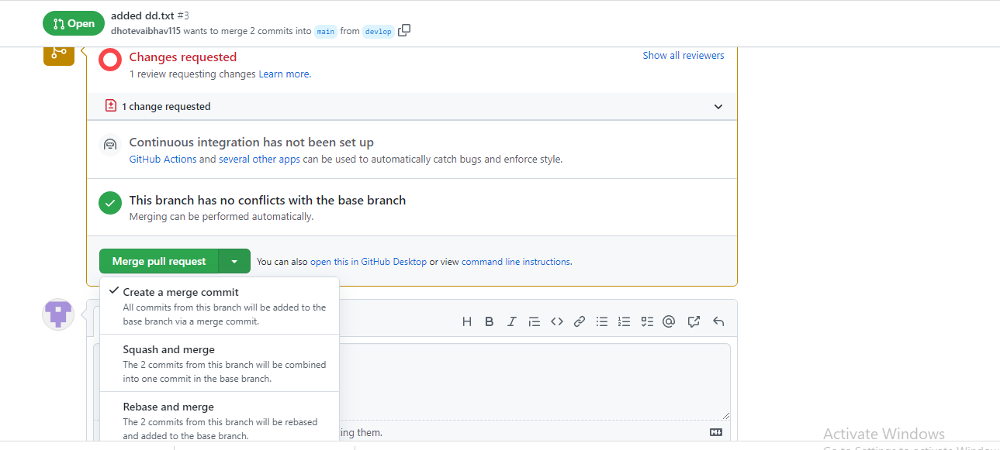 Open
added dd.txt #3
dhotevaibhav115 wants to merge 2 commits into main from devlop
Changes requested
Show all reviewers
1 review requesting changes Learn more.
1 change requested
Continuous integration has not been set up
GitHub Actions and several other apps can be used to automatically catch bugs and enforce style.
This branch has no conflicts with the base branch
Merging can be performed automatically.
Merge pull request
You can also open this in GitHub Desktop or view command line instructions.
Create a merge commit
All commits from this branch will be added to the
base branch via a merge commit.
Squash and merge
The 2 commits from this branch will be combined
into one commit in the base branch.
Rebase and merge
The 2 commits from this branch will be rebased
and added to the base branch.
ing them.
Activate Windows
Go to Settings to activate Window